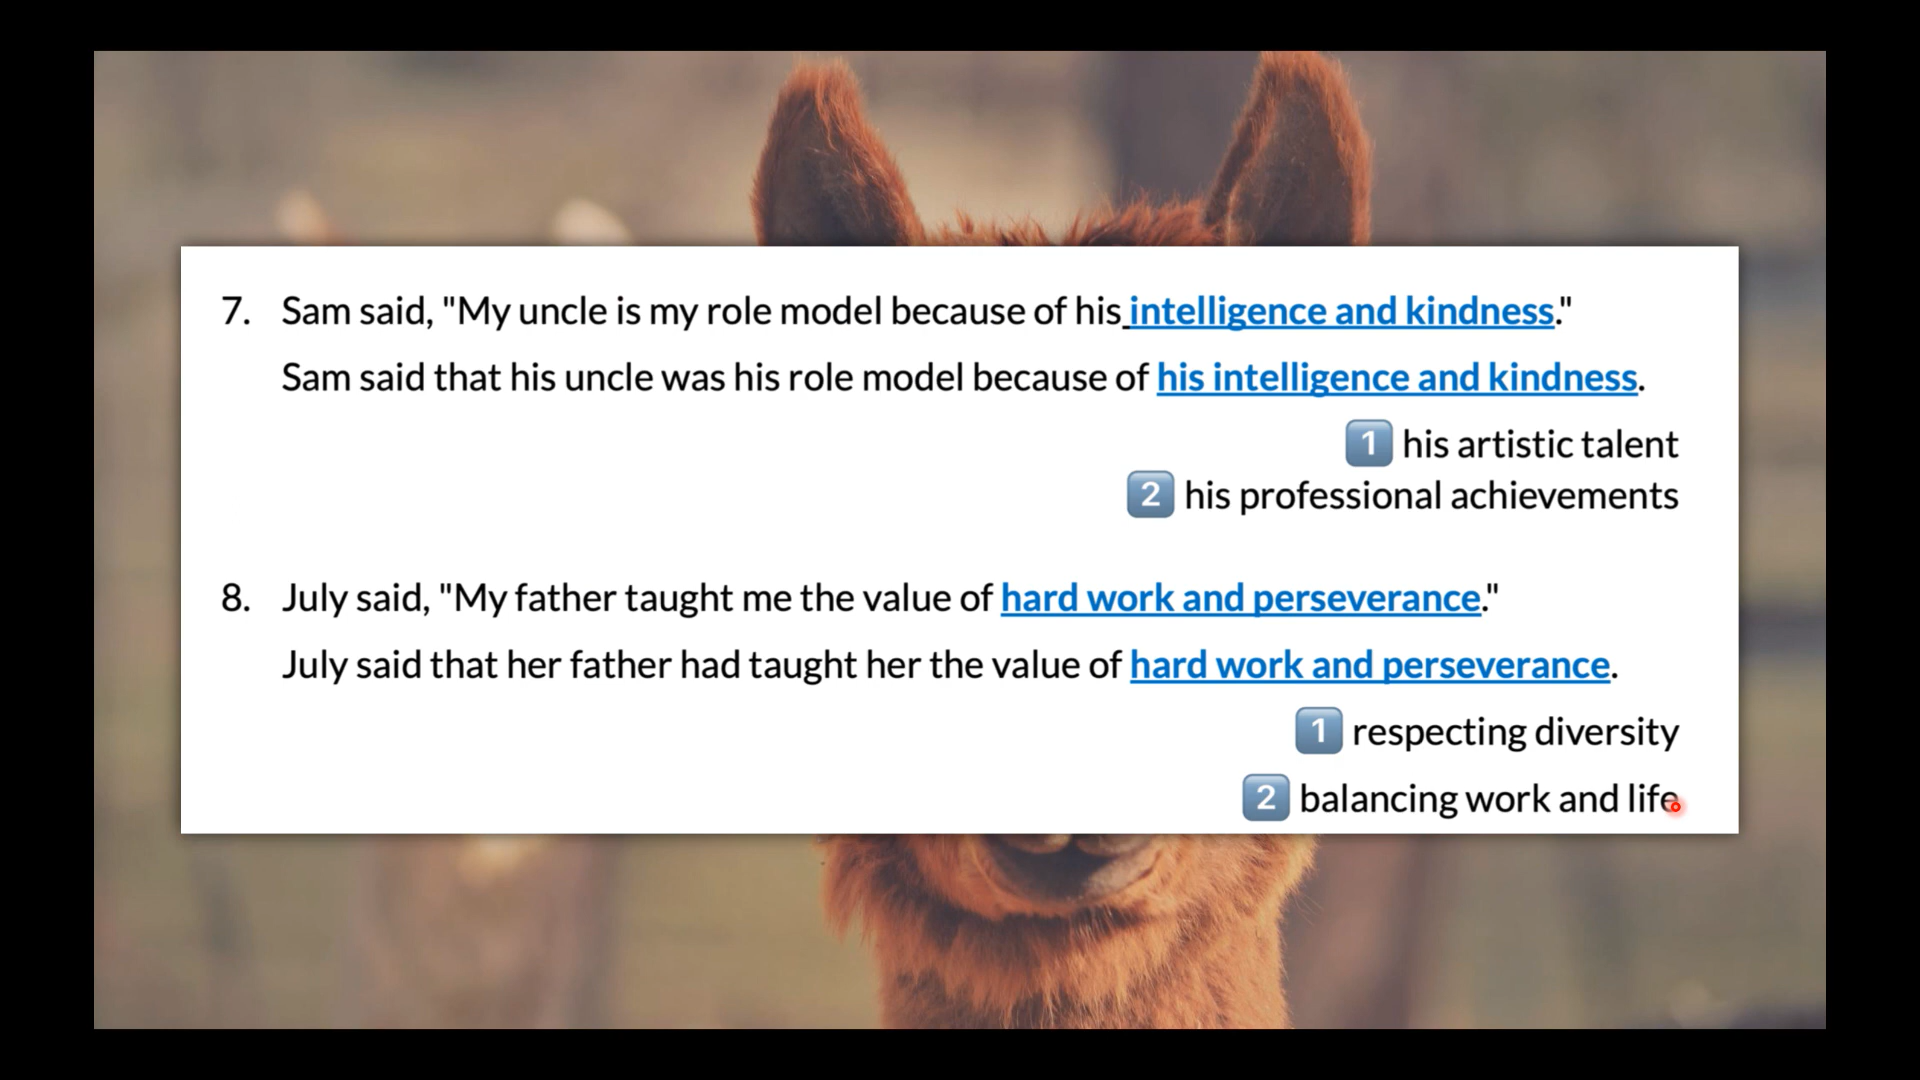 7. Sam said, "My uncle is my role model because of his intelligence and kindness."
Sam said that his uncle was his role model because of his intelligence and kindness.
1 his artistic talent
2 his professional achievements
8. July said, "My father taught me the value of hard work and perseverance."
July said that her father had taught her the value of hard work and perseverance.
1 respecting diversity
2 balancing work and life